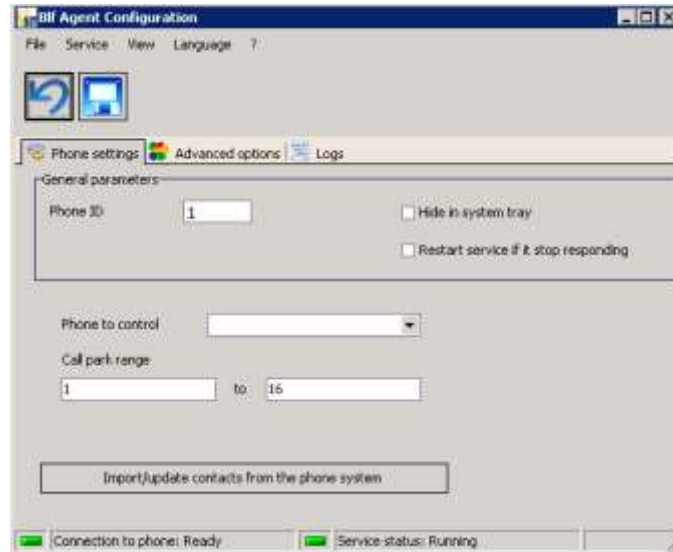 Blf Agent Configuration
File Service View Language ?
Phone settings Advanced options Logs
General parameters
Phone ID 1 Hide in system tray
Restart service if it stop responding
Phone to control
Call park range
1 to 16
Import/update contacts from the phone system
Connection to phone: Ready Service status: Running